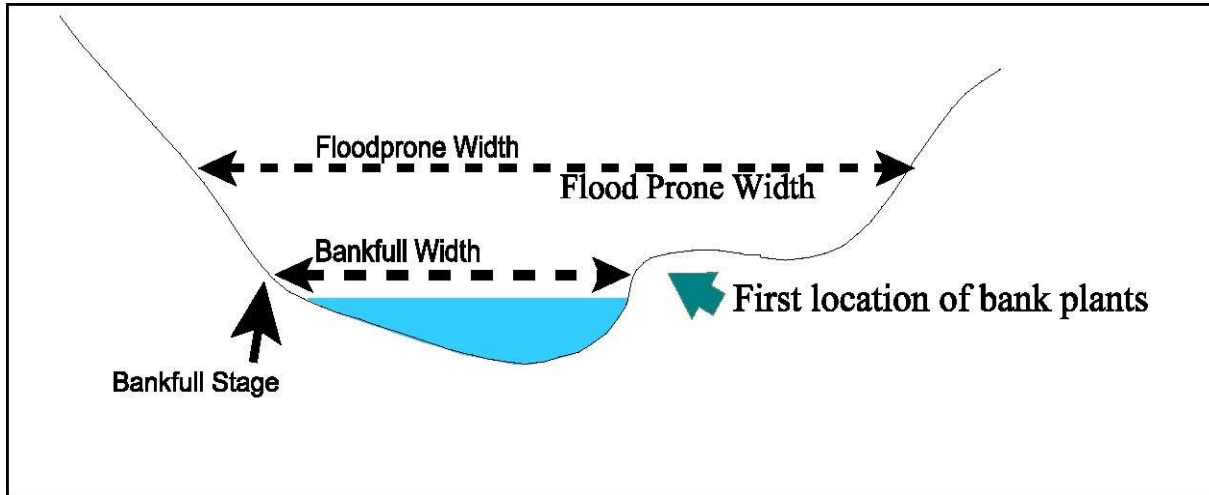 Floodprone Width
Flood Prone Width
Bankfull Width
First location of bank plants
Bankfull Stage